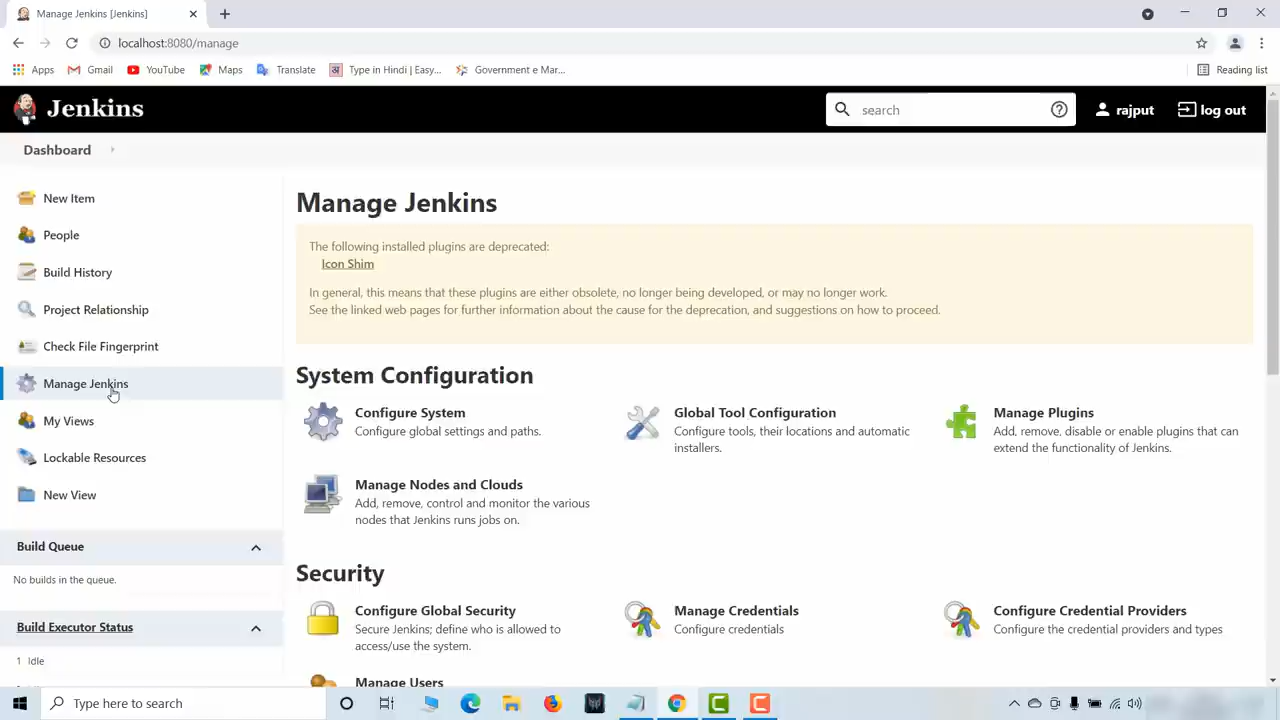 Manage Jenkins [Jenkins]
localhost:8080/manage
Apps
Gmail
YouTube
Maps
Translate
Type in Hindi | Easy...
Government e Mar...
Reading list
Jenkins
search
rajput
log out
Dashboard
New Item
People
Build History
Project Relationship
Check File Fingerprint
Manage Jenkins
My Views
Lockable Resources
New View
Build Queue
No builds in the queue.
Build Executor Status
1 Idle
Manage Jenkins
The following installed plugins are deprecated:
Icon Shim
In general, this means that these plugins are either obsolete, no longer being developed, or may no longer work.
See the linked web pages for further information about the cause for the deprecation, and suggestions on how to proceed.
System Configuration
Configure System
Configure global settings and paths.
Global Tool Configuration
Configure tools, their locations and automatic
installers.
Manage Plugins
Add, remove, disable or enable plugins that can
extend the functionality of Jenkins.
Manage Nodes and Clouds
Add, remove, control and monitor the various
nodes that Jenkins runs jobs on.
Security
Configure Global Security
Secure Jenkins; define who is allowed to
access/use the system.
Manage Credentials
Configure credentials
Configure Credential Providers
Configure the credential providers and types
Manage Users
Type here to search